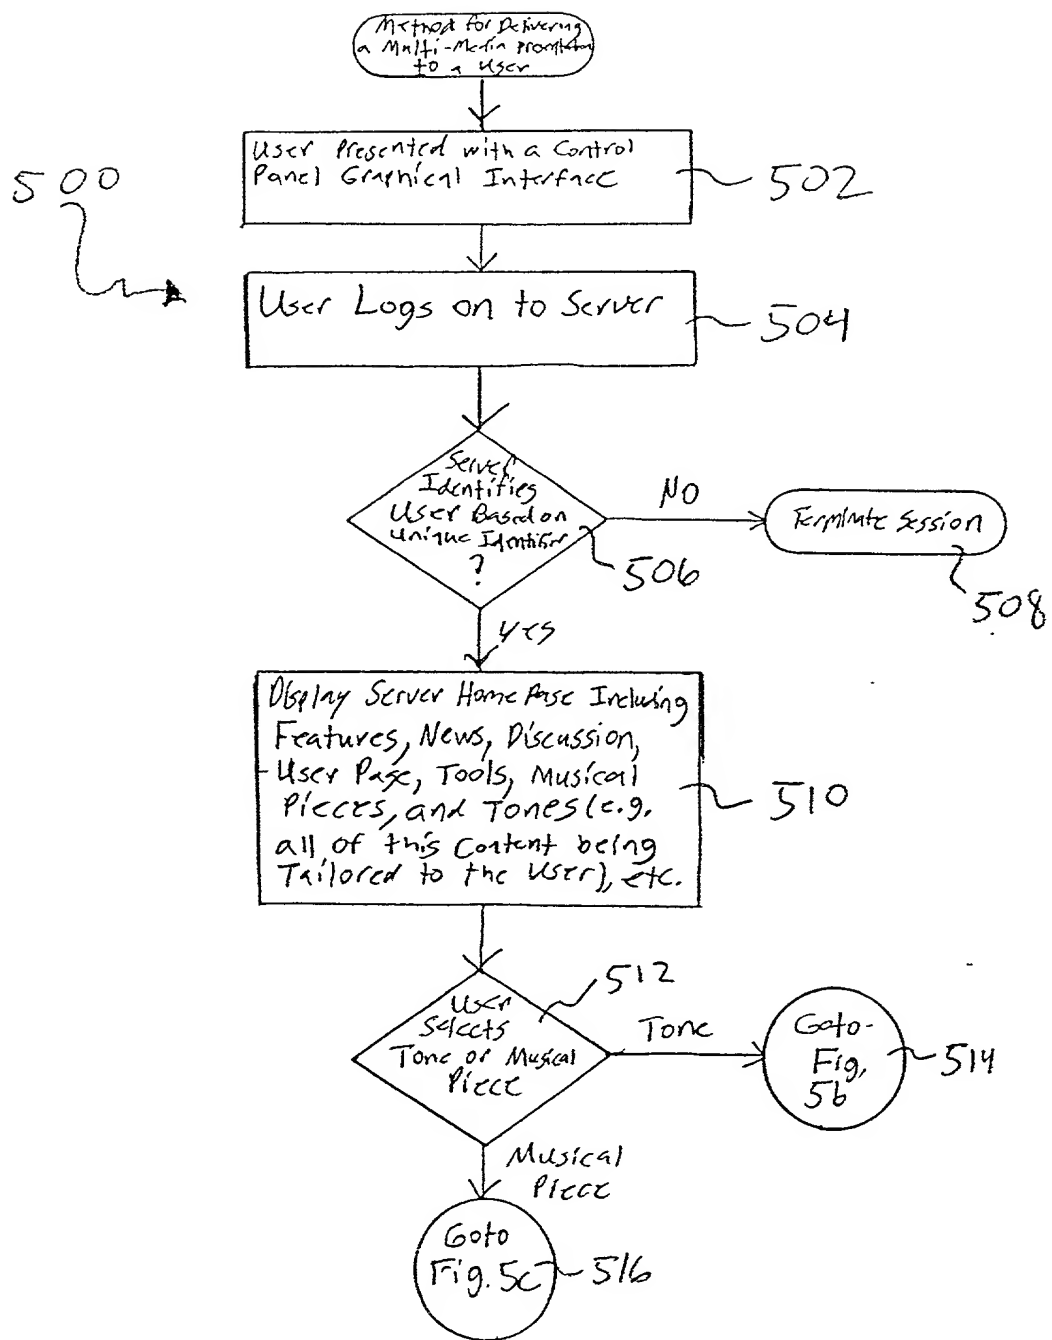 Method for Delivering
a Multi-Media promotion
to a User
User Presented with a Control
Panel Graphical Interface
502
500
User Logs on to Server
504
Server
Identifies
User Based on
unique Identifier
?
506
NO
Terminate Session
508
yes
Display Server Home Page Including
Features, News, Discussion,
User Page, Tools, Musical
Pieces, and Tones (e.g.
all of this Content being
Tailored to the User), etc.
510
512
User
Selects
Tone or Musical
Piece
Tone
Goto
Fig.
5b
514
Musical
Piece
Goto
Fig. 5c
516